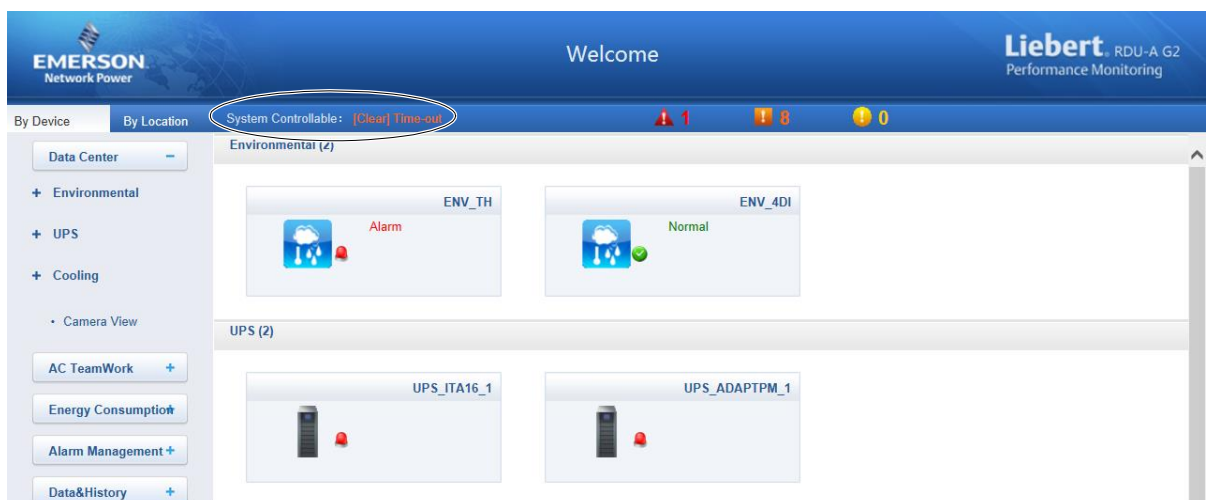 EMERSON
Network Power
Welcome
Liebert® RDU-A G2
Performance Monitoring
By Device
By Location
System Controllable: [Clear] Time-out
1
8
0
Data Center −
+ Environmental
+ UPS
+ Cooling
• Camera View
AC TeamWork +
Energy Consumption+
Alarm Management +
Data&History +
Environmental (2)
ENV_TH
Alarm
ENV_4DI
Normal
UPS (2)
UPS_ITA16_1
UPS_ADAPTPM_1